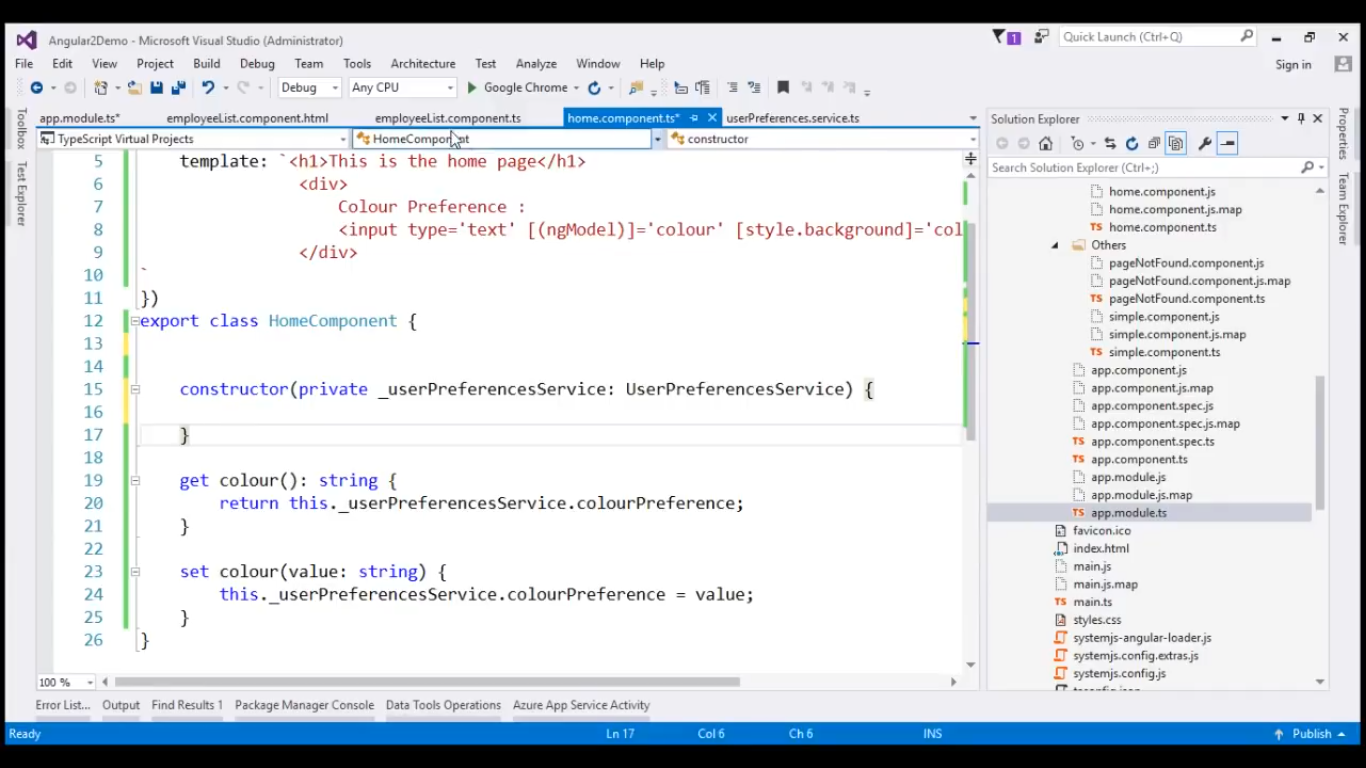 Angular2Demo - Microsoft Visual Studio (Administrator)
1
Quick Launch (Ctrl+Q)
File Edit View Project Build Debug Team Tools Architecture Test Analyze Window Help
Sign in
Debug Any CPU Google Chrome
Toolbox
Test Explorer
app.module.ts* employeeList.component.html employeeList.component.ts home.component.ts* userPreferences.service.ts
TypeScript Virtual Projects HomeComponent constructor
5 template: `<h1>This is the home page</h1>
6 <div>
7 Colour Preference :
8 <input type='text' [(ngModel)]='colour' [style.background]='col
9 </div>
10 `
11 })
12 export class HomeComponent {
13
14
15 constructor(private _userPreferencesService: UserPreferencesService) {
16
17 }
18
19 get colour(): string {
20 return this._userPreferencesService.colourPreference;
21 }
22
23 set colour(value: string) {
24 this._userPreferencesService.colourPreference = value;
25 }
26 }
100 %
Solution Explorer
Search Solution Explorer (Ctrl+;)
home.component.js
home.component.js.map
TS home.component.ts
Others
pageNotFound.component.js
pageNotFound.component.js.map
TS pageNotFound.component.ts
simple.component.js
simple.component.js.map
TS simple.component.ts
app.component.js
app.component.js.map
app.component.spec.js
app.component.spec.js.map
TS app.component.spec.ts
TS app.component.ts
app.module.js
app.module.js.map
TS app.module.ts
favicon.ico
index.html
main.js
main.js.map
TS main.ts
styles.css
systemjs-angular-loader.js
systemjs.config.extras.js
systemjs.config.js
Properties
Team Explorer
Error List... Output Find Results 1 Package Manager Console Data Tools Operations Azure App Service Activity
Ready Ln 17 Col 6 Ch 6 INS Publish